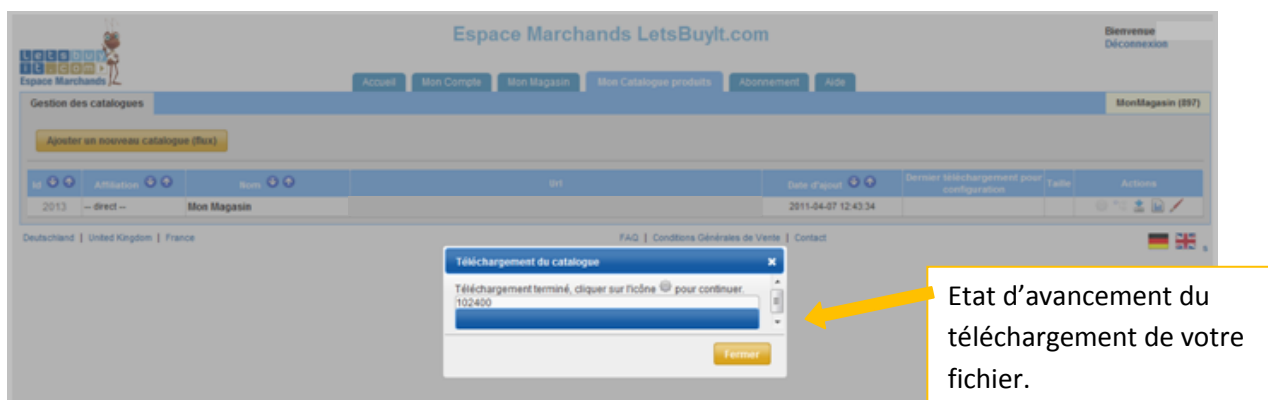 Espace Marchands LetsBuyIt.com
Bienvenue
Déconnexion
LetsBUY
it.com
Espace Marchands
Accueil Mon Compte Mon Magasin Mon Catalogue produits Abonnement Aide
Gestion des catalogues MonMagasin (897)
Ajouter un nouveau catalogue (flux)
Id Affiliation Nom Url Date d'ajout Dernier téléchargement pour configuration Taille Actions
2013 -- direct -- Mon Magasin 2011-04-07 12:43:34
Deutschland | United Kingdom | France FAQ | Conditions Générales de Vente | Contact
Téléchargement du catalogue
Téléchargement terminé, cliquer sur l'icône pour continuer.
102400
Fermer
Etat d'avancement du
téléchargement de votre
fichier.